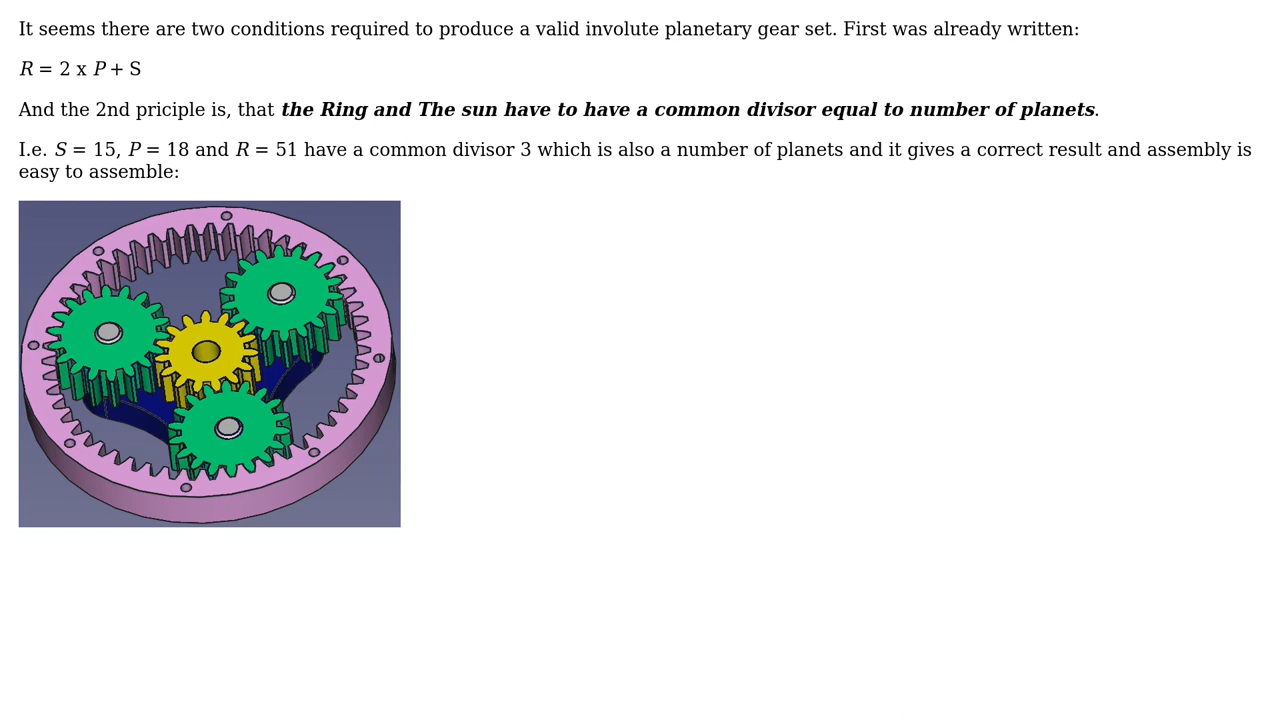 It seems there are two conditions required to produce a valid involute planetary gear set. First was already written:
R = 2 x P + S
And the 2nd priciple is, that the Ring and The sun have to have a common divisor equal to number of planets.
I.e. S = 15, P = 18 and R = 51 have a common divisor 3 which is also a number of planets and it gives a correct result and assembly is
easy to assemble: